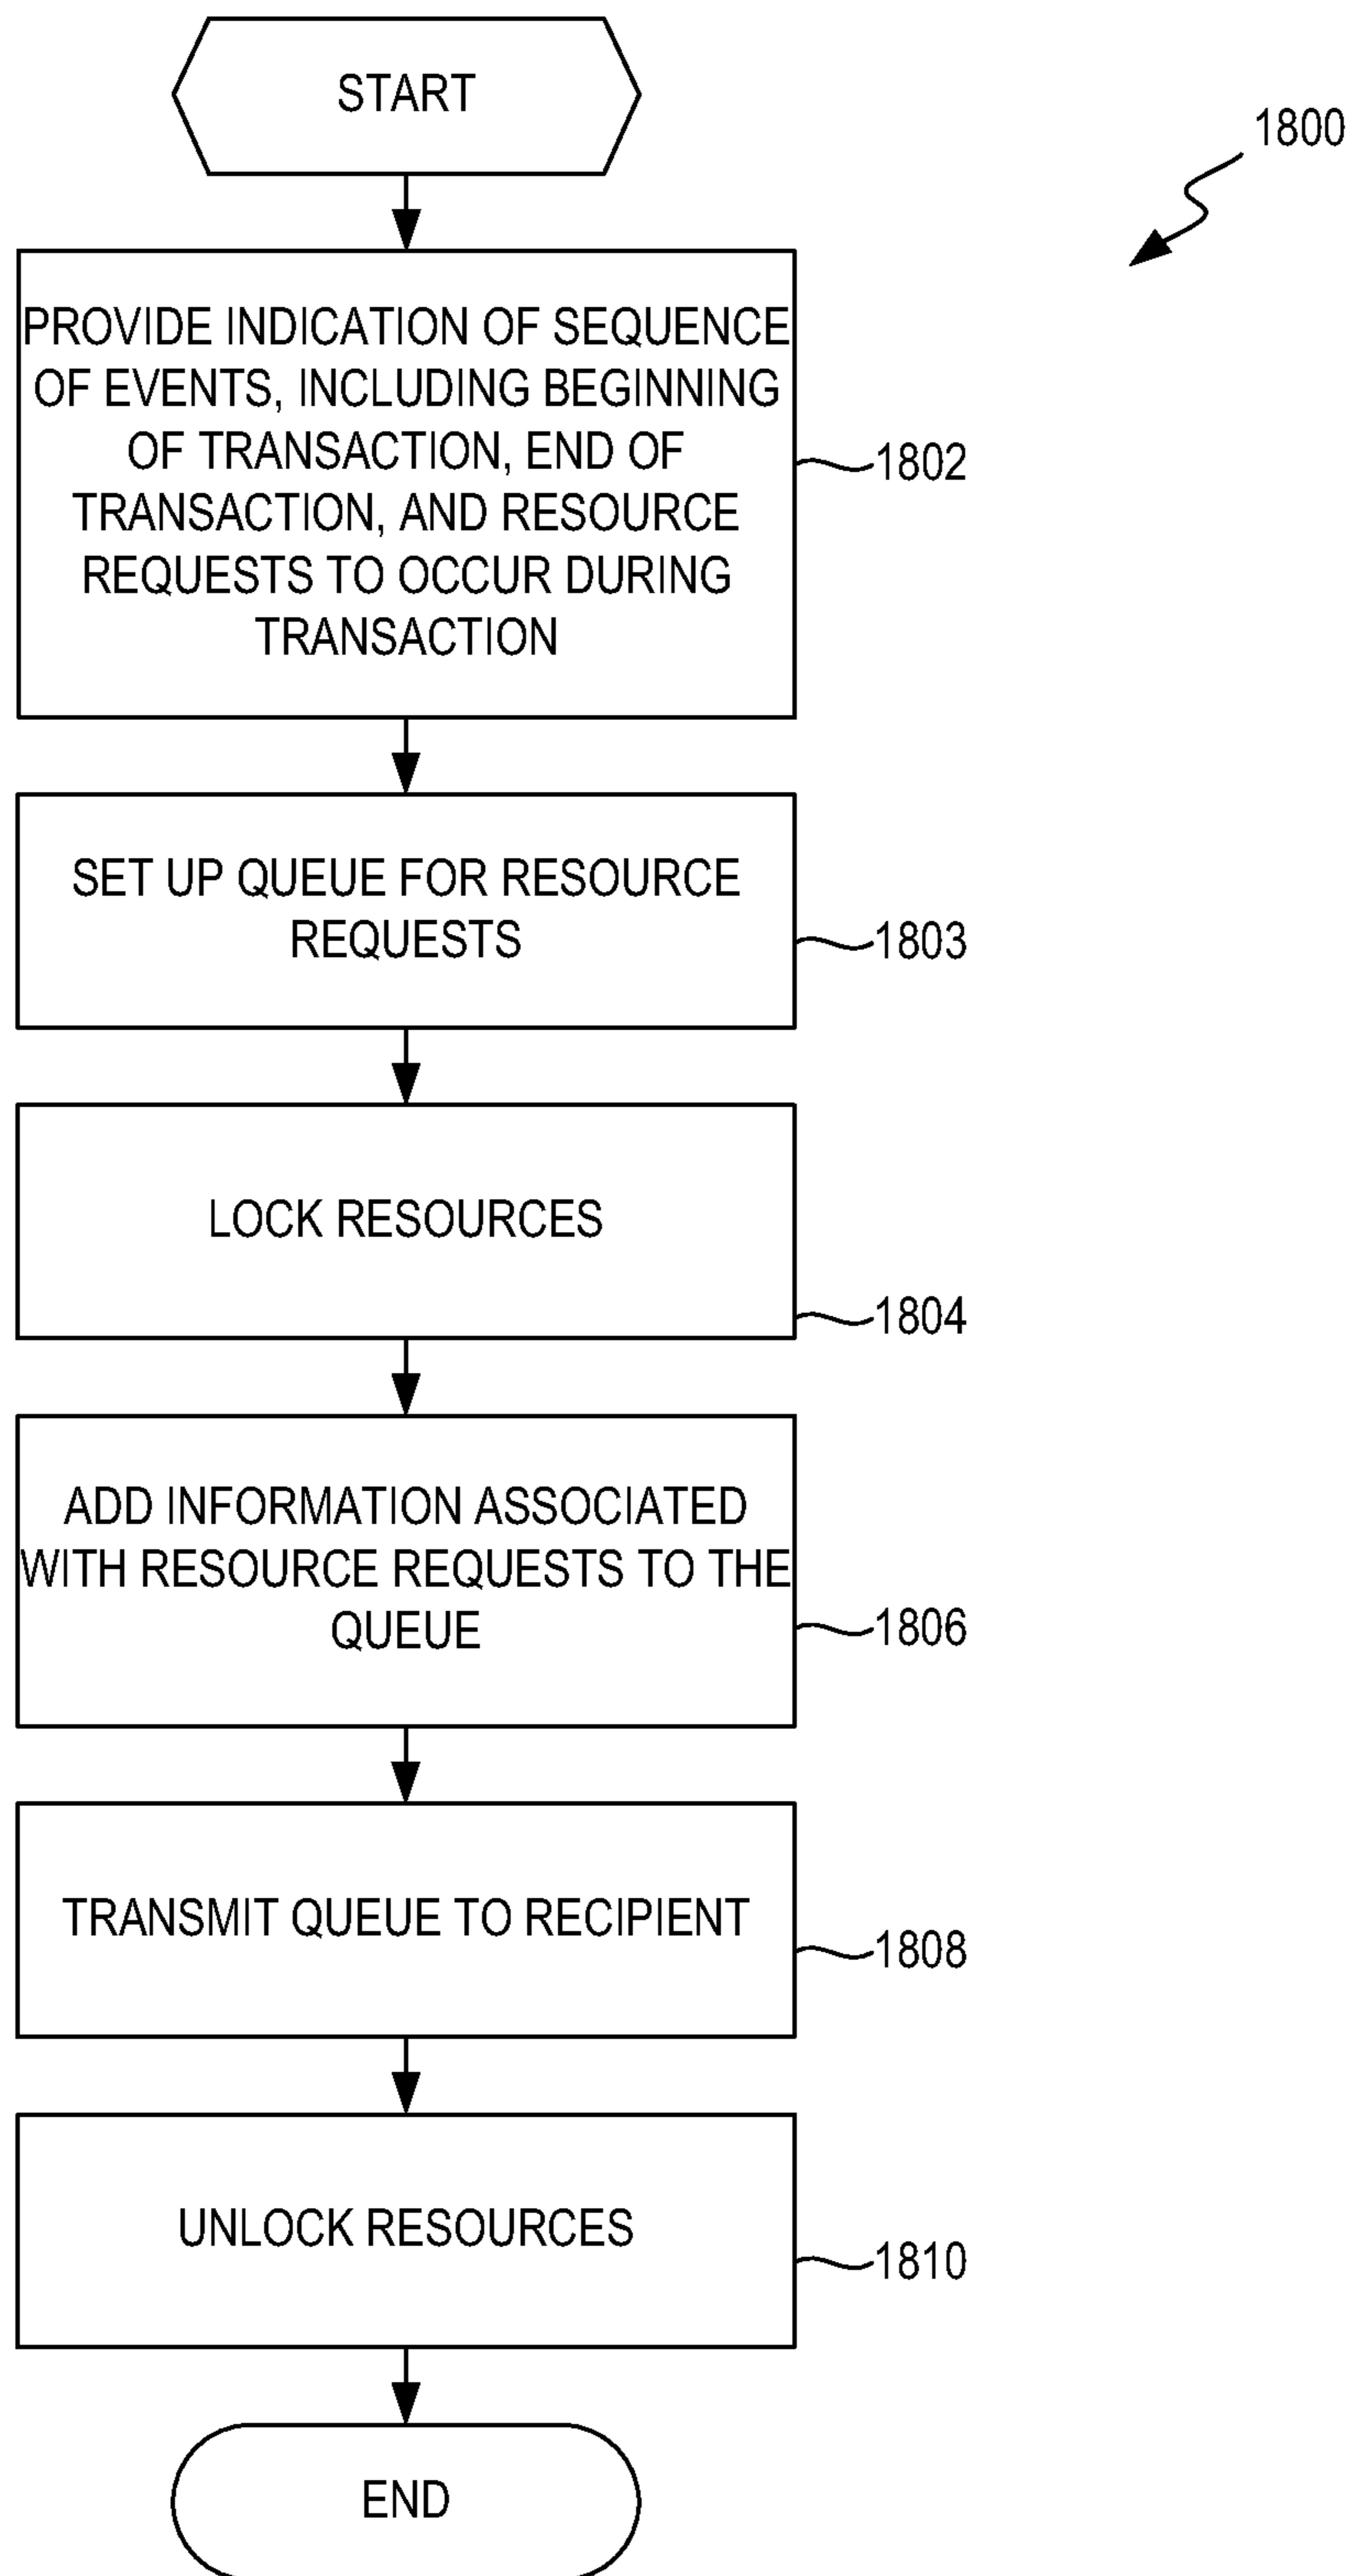 START
1800
PROVIDE INDICATION OF SEQUENCE
OF EVENTS, INCLUDING BEGINNING
OF TRANSACTION, END OF
TRANSACTION, AND RESOURCE
REQUESTS TO OCCUR DURING
TRANSACTION
1802
SET UP QUEUE FOR RESOURCE
REQUESTS
1803
LOCK RESOURCES
1804
ADD INFORMATION ASSOCIATED
WITH RESOURCE REQUESTS TO THE
QUEUE
1806
TRANSMIT QUEUE TO RECIPIENT
1808
UNLOCK RESOURCES
1810
END